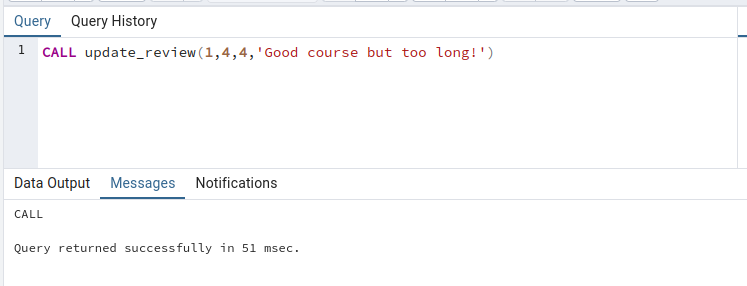 Query Query History
1 CALL update_review(1,4,4,'Good course but too long!')
Data Output Messages Notifications
CALL
Query returned successfully in 51 msec.